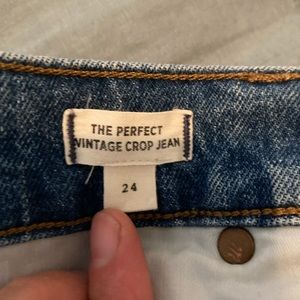 THE PERFECT
VINTAGE CROP JEAN
24